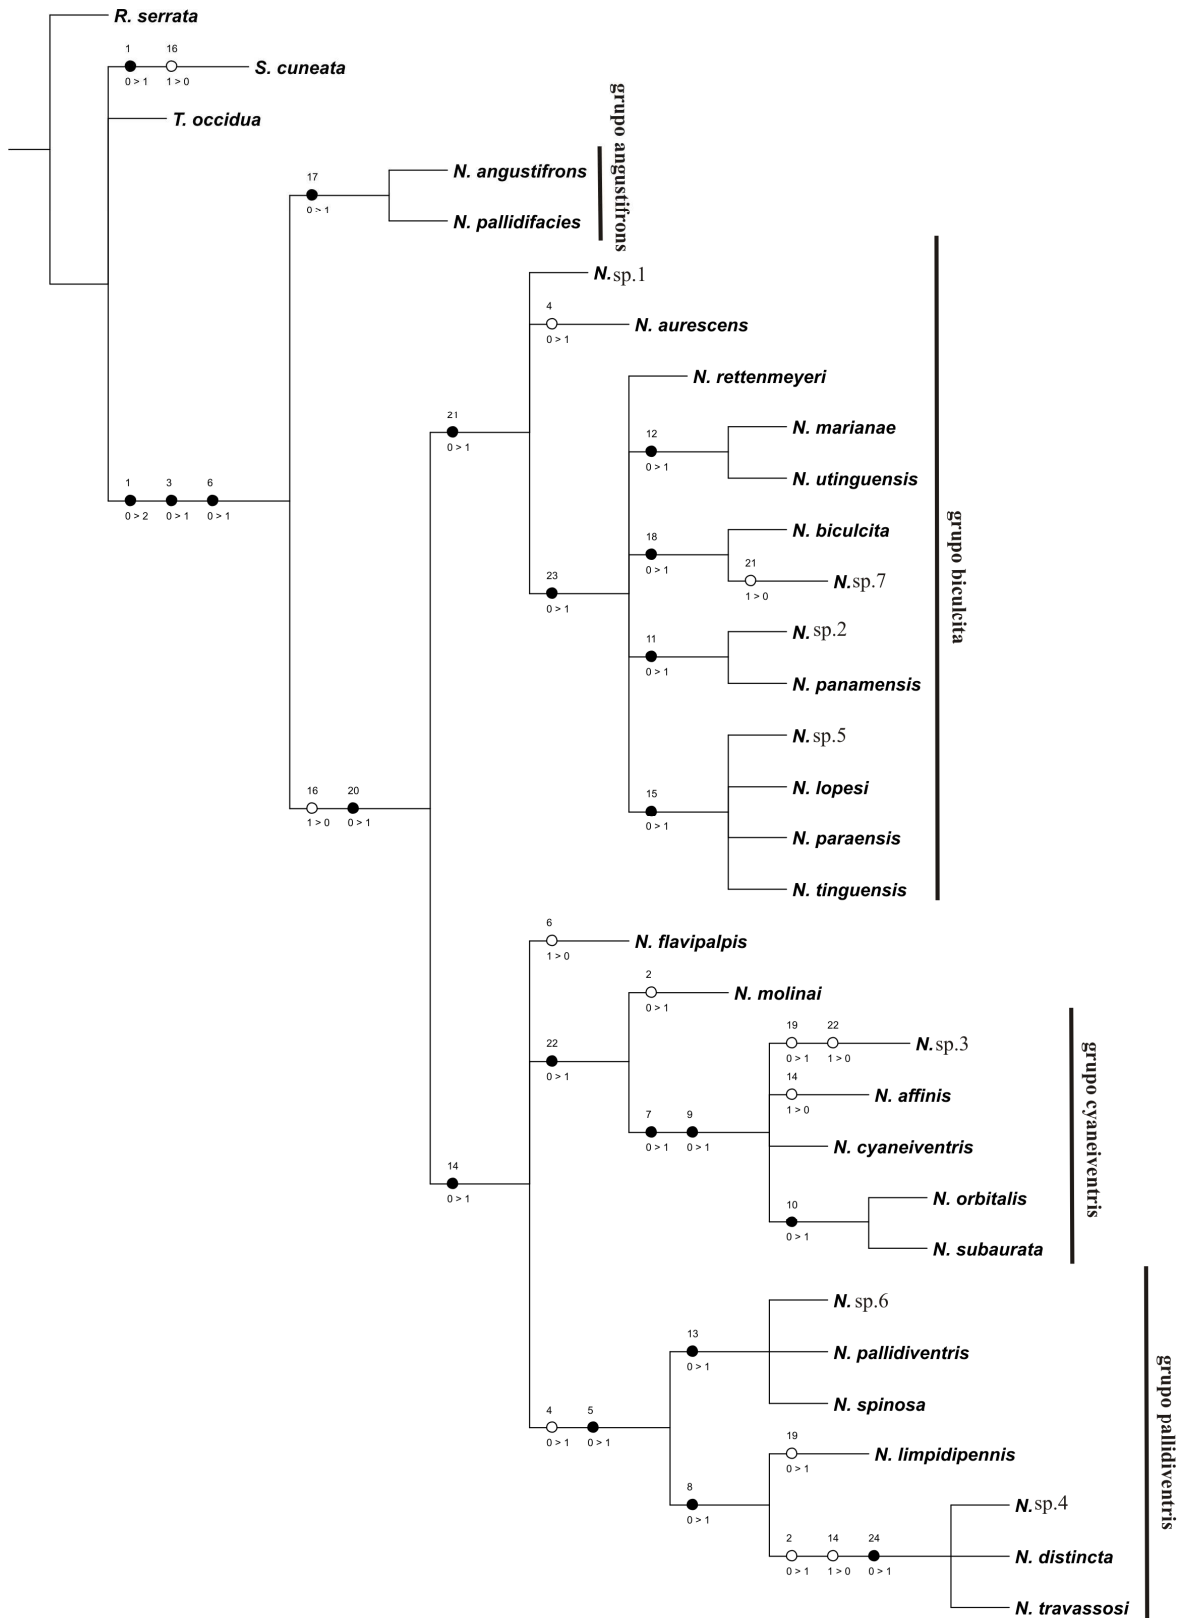 R. serrata
1 16
0 > 1 1 > 0
S. cuneata
T. occidua
17
0 > 1
N. angustifrons
N. pallidifacies
grupo angustifrons
N. sp.1
4
0 > 1
N. aurescens
N. rettenmeyeri
21
0 > 1
12
0 > 1
N. marianae
N. utinguensis
1 3 6
0 > 2 0 > 1 0 > 1
18
0 > 1
N. biculcita
21
1 > 0
N. sp.7
23
0 > 1
11
0 > 1
N. sp.2
N. panamensis
N. sp.5
N. lopesi
16 20
1 > 0 0 > 1
15
0 > 1
N. paraensis
N. tinguensis
grupo biculcita
6
1 > 0
N. flavipalpis
2
0 > 1
N. molinai
22
0 > 1
19 22
0 > 1 1 > 0
N. sp.3
14
1 > 0
N. affinis
7 9
0 > 1 0 > 1
N. cyaneiventris
14
0 > 1
10
0 > 1
N. orbitalis
N. subaurata
grupo cyaneiventris
N. sp.6
13
0 > 1
N. pallidiventris
N. spinosa
4 5
0 > 1 0 > 1
19
0 > 1
N. limpidipennis
8
0 > 1
N. sp.4
2 14 24
0 > 1 1 > 0 0 > 1
N. distincta
N. travassosi
grupo pallidiventris